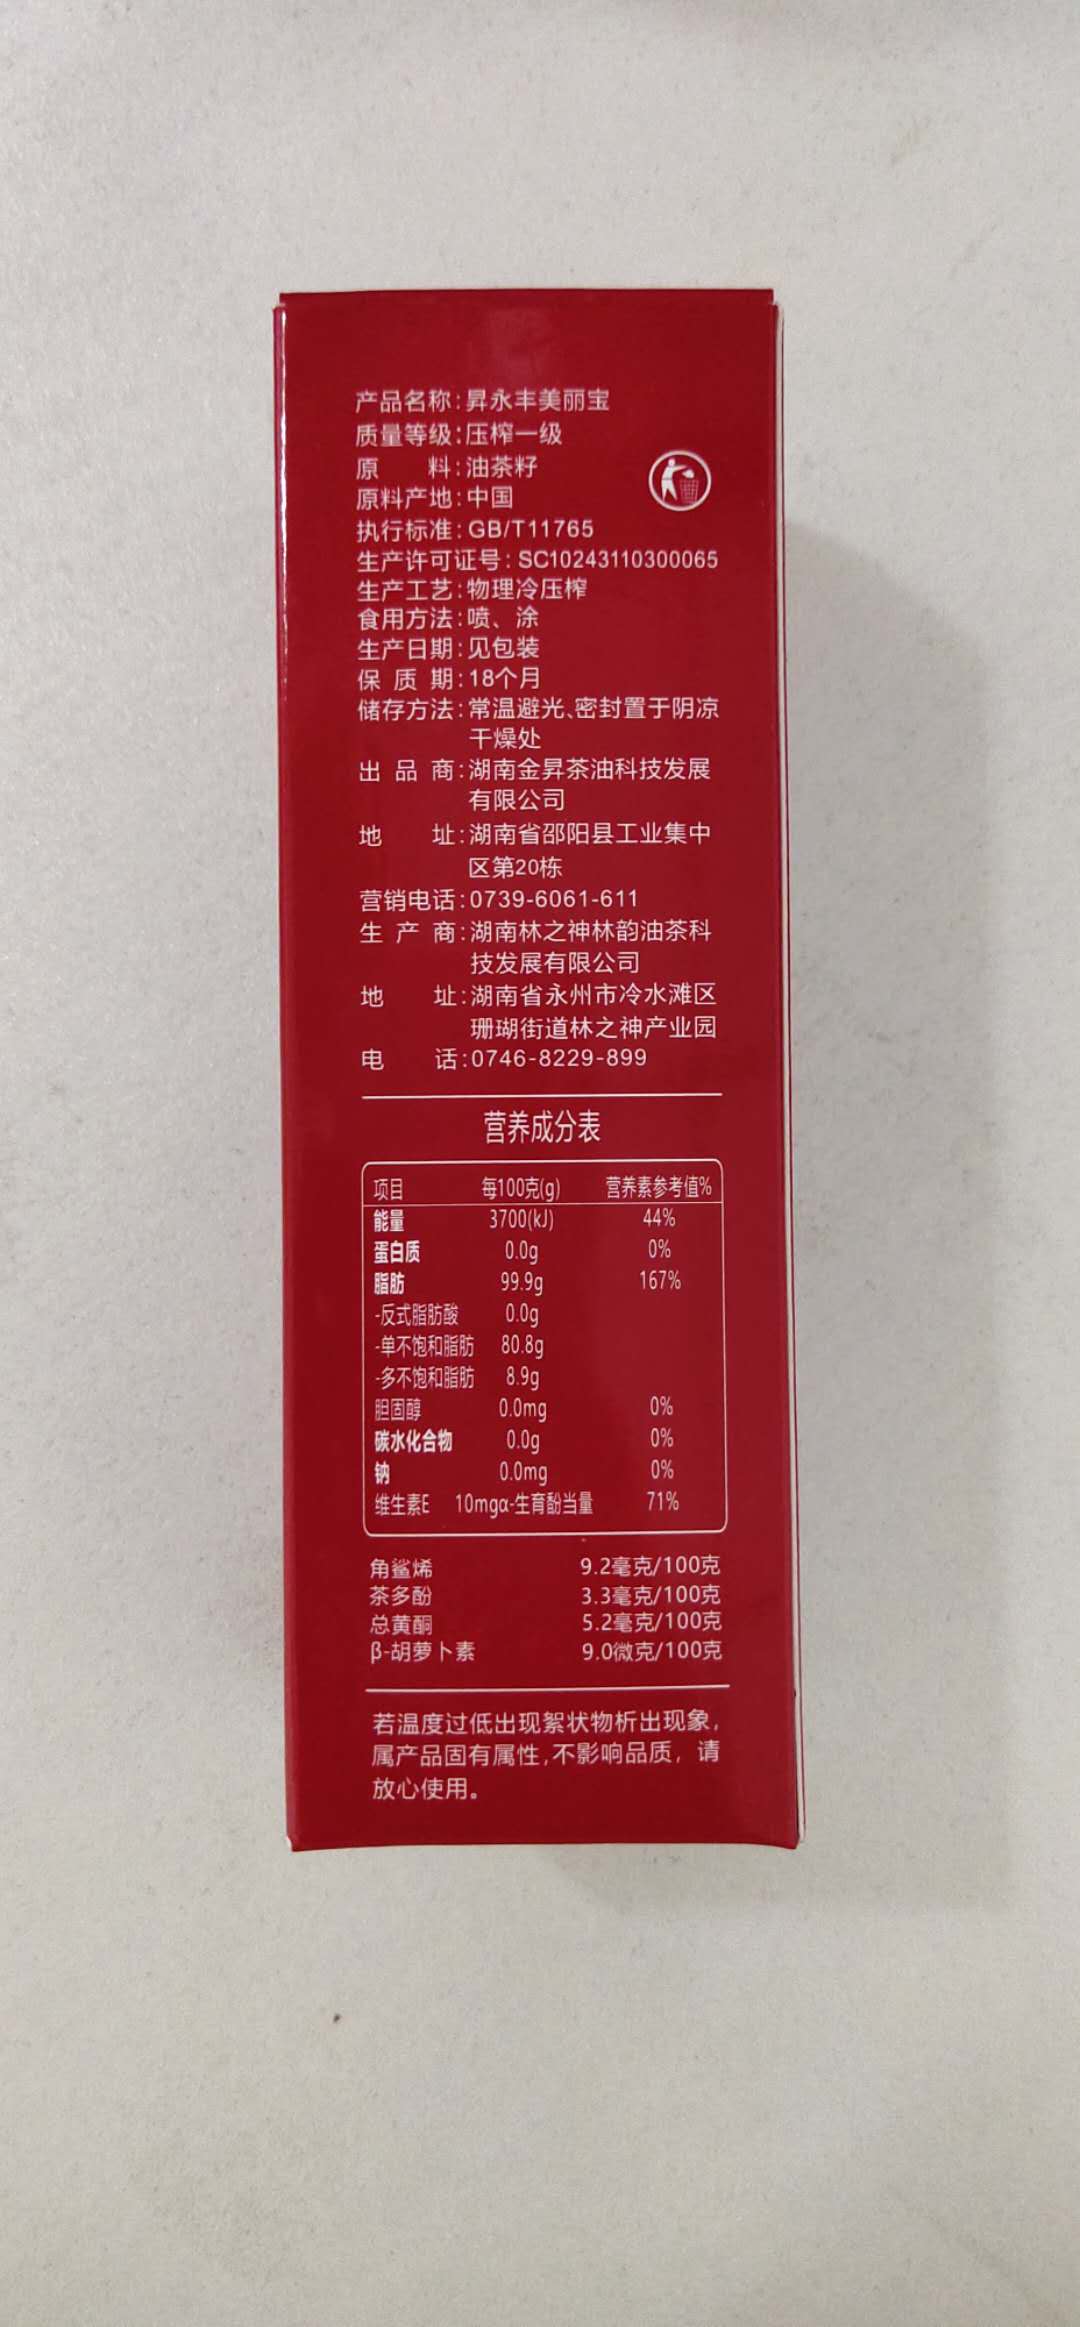 产品名称:昇永丰美丽宝
质量等级:压榨一级
原 料:油茶籽
原料产地:中国
执行标准:GB/T11765
生产许可证号:SC10243110300065
生产工艺:物理冷压榨
食用方法:喷、涂
生产日期:见包装
保质期:18个月
储存方法:常温避光、密封置于阴凉
干燥处
出品商:湖南金昇茶油科技发展
有限公司
地 址:湖南省邵阳县工业集中
区第20栋
营销电话:0739-6061-611
生产商:湖南林之神林韵油茶科
技发展有限公司
地 址:湖南省永州市冷水滩区
珊瑚街道林之神产业园
电 话:0746-8229-899
营养成分表
项目 每100克(g) 营养素参考值%
能量 3700(kJ) 44%
蛋白质 0.0g 0%
脂肪 99.9g 167%
-反式脂肪酸 0.0g
-单不饱和脂肪 80.8g
-多不饱和脂肪 8.9g
胆固醇 0.0mg 0%
碳水化合物 0.0g 0%
钠 0.0mg 0%
维生素E 10mgα-生育酚当量 71%
角鲨烯 9.2毫克/100克
茶多酚 3.3毫克/100克
总黄酮 5.2毫克/100克
β-胡萝卜素 9.0微克/100克
若温度过低出现絮状物析出现象,
属产品固有属性,不影响品质,请
放心使用。